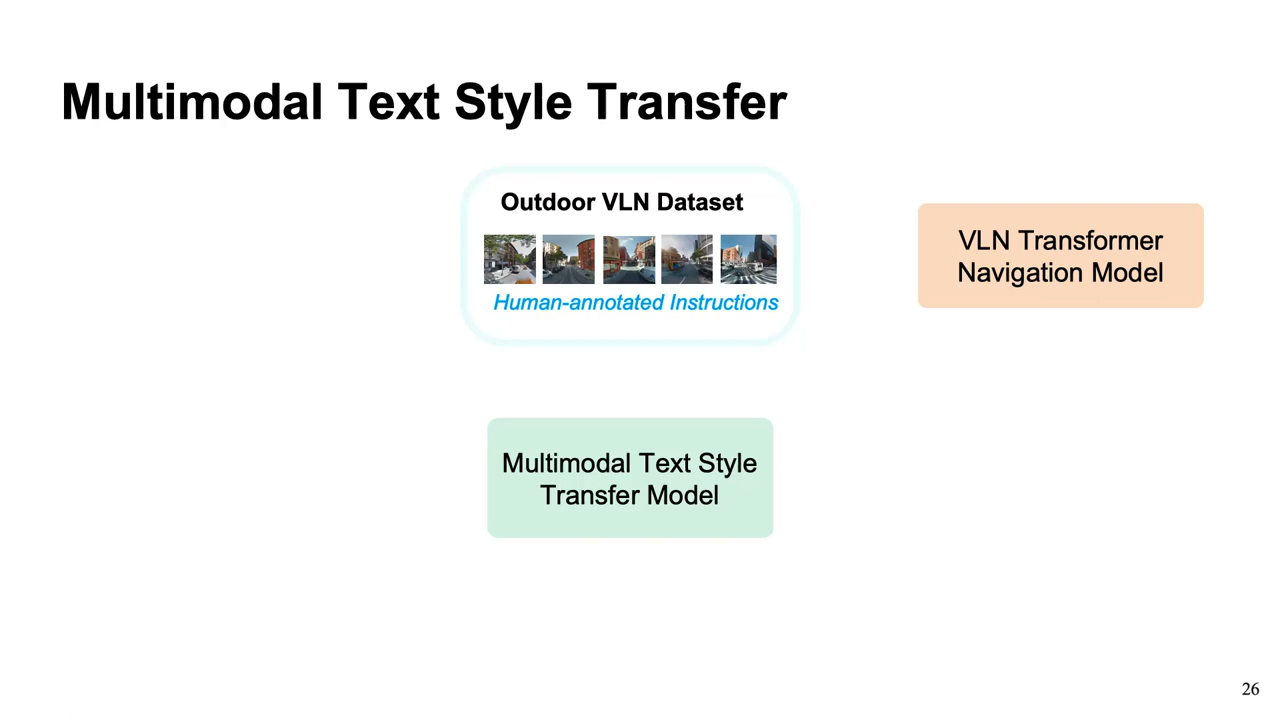 Multimodal Text Style Transfer
Outdoor VLN Dataset
Human-annotated Instructions
VLN Transformer
Navigation Model
Multimodal Text Style
Transfer Model
26